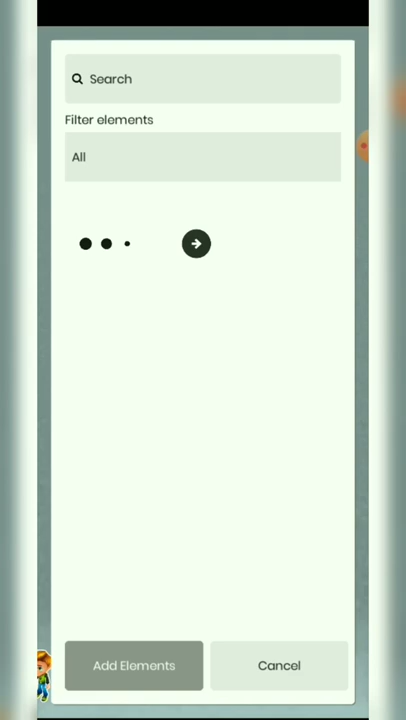 Search
Filter elements
All
Add Elements
Cancel